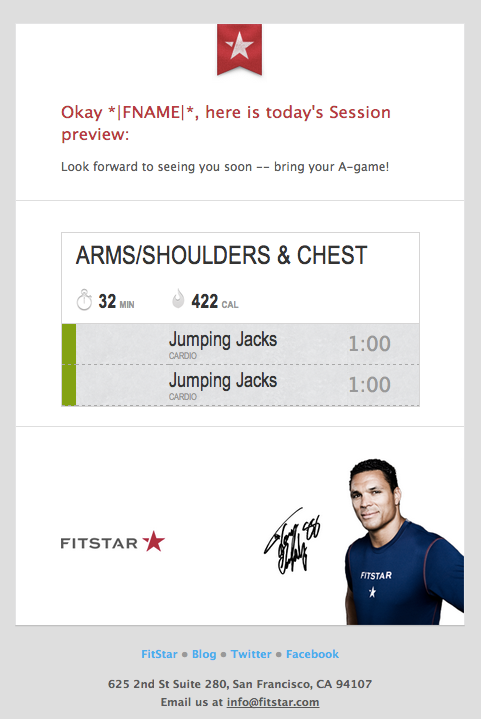 Okay *|FNAME|*, here is today's Session
preview:
Look forward to seeing you soon -- bring your A-game!
ARMS/SHOULDERS & CHEST
32 MIN 422 CAL
Jumping Jacks 1:00
CARDIO
Jumping Jacks 1:00
CARDIO
FITSTAR
FITSTAR
FitStar • Blog • Twitter • Facebook
625 2nd St Suite 280, San Francisco, CA 94107
Email us at info@fitstar.com